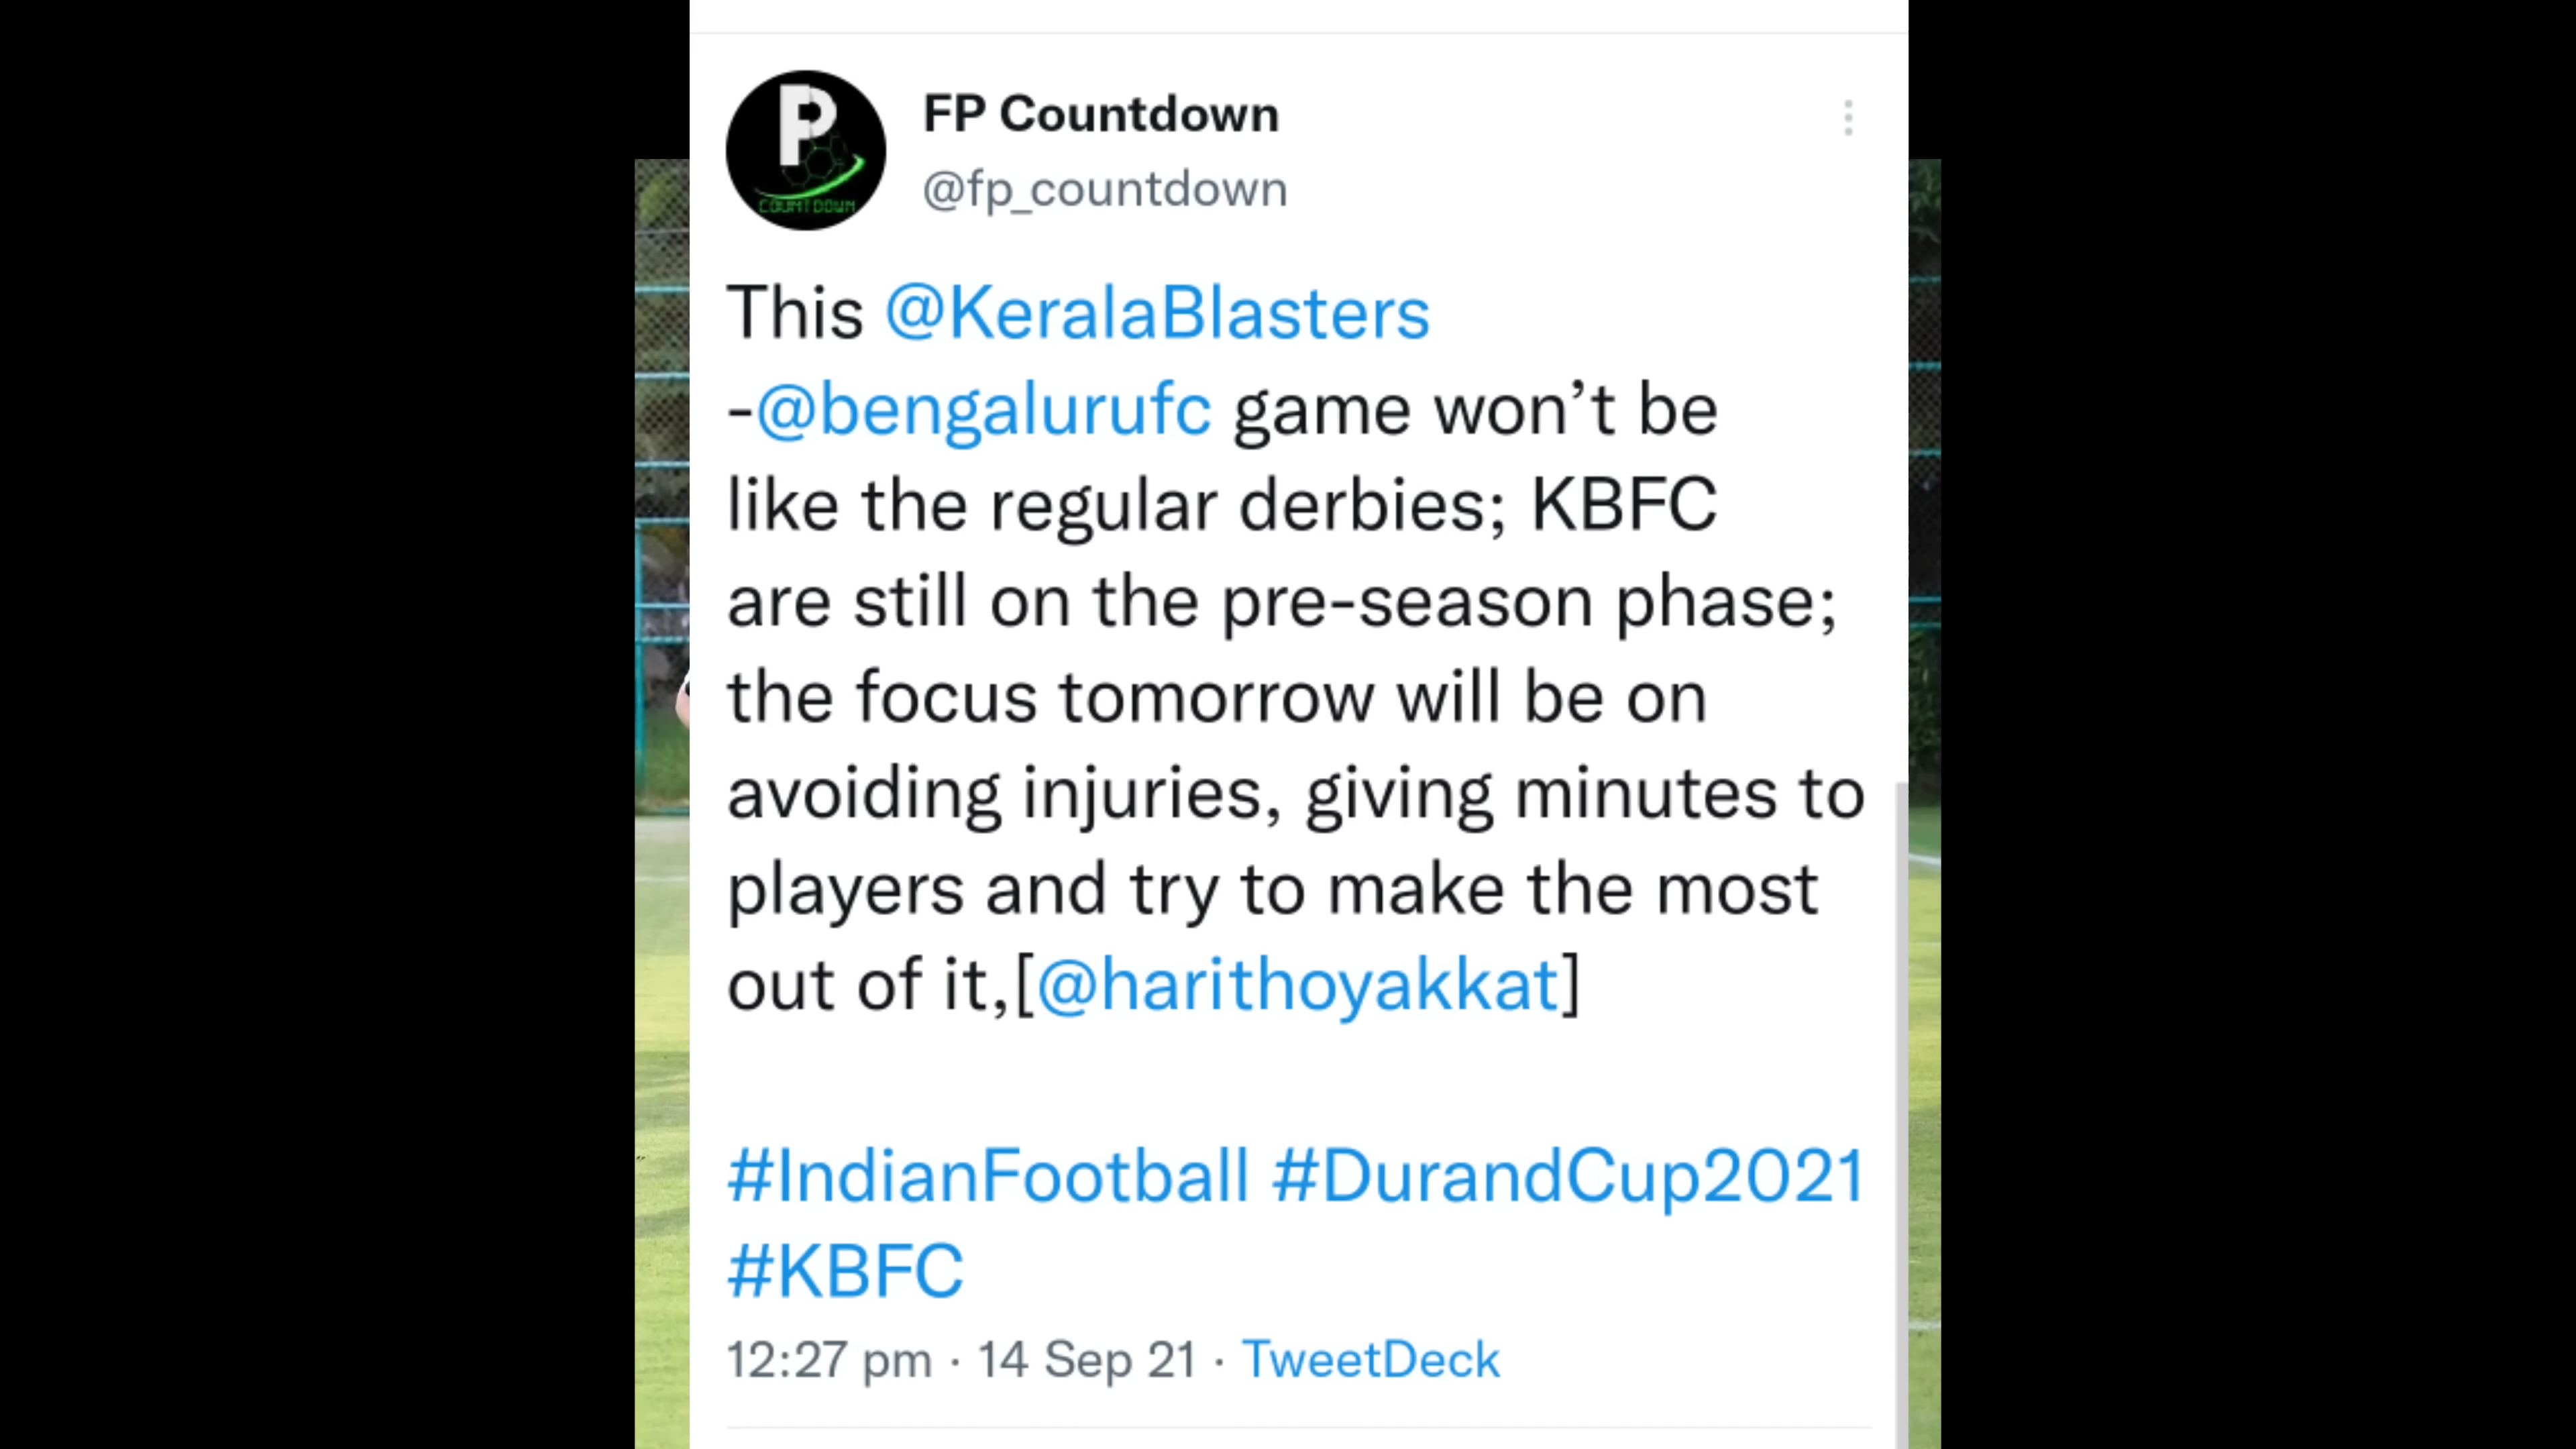 P
COUNTDOWN
FP Countdown
@fp_countdown
This @KeralaBlasters
-@bengalurufc game won’t be
like the regular derbies; KBFC
are still on the pre-season phase;
the focus tomorrow will be on
avoiding injuries, giving minutes to
players and try to make the most
out of it,[@harithoyakkat]
#IndianFootball #DurandCup2021
#KBFC
12:27 pm · 14 Sep 21 · TweetDeck